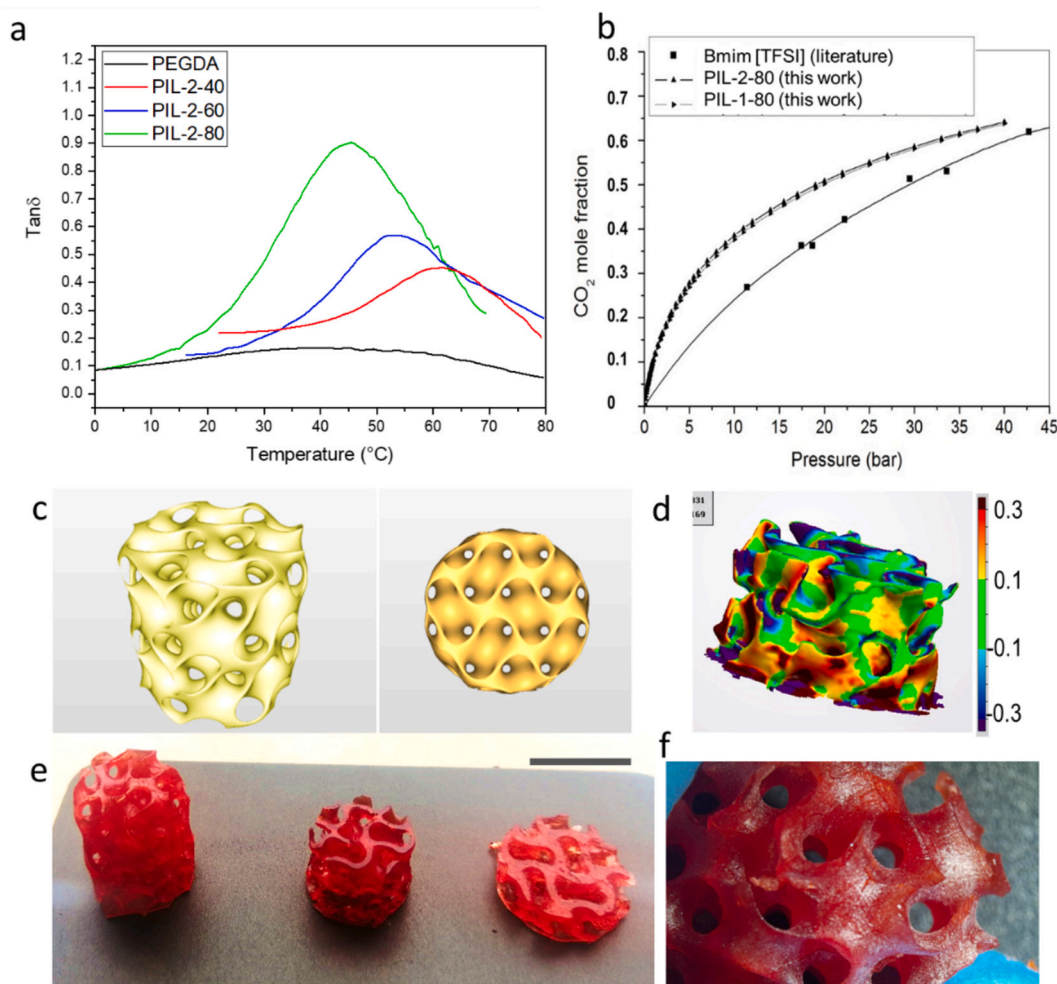 a
PEGDA
PIL-2-40
PIL-2-60
PIL-2-80
1.2
1.1
1.0
0.9
0.8
0.7
0.6
0.5
0.4
0.3
0.2
0.1
0.0
Tanδ
0 10 20 30 40 50 60 70 80
Temperature (°C)
b
Bmim [TFSI] (literature)
PIL-2-80 (this work)
PIL-1-80 (this work)
0.8
0.7
0.6
0.5
0.4
0.3
0.2
0.1
0
CO₂ mole fraction
0 5 10 15 20 25 30 35 40 45
Pressure (bar)
c
d
331
169
0.3
0.1
-0.1
-0.3
e
f